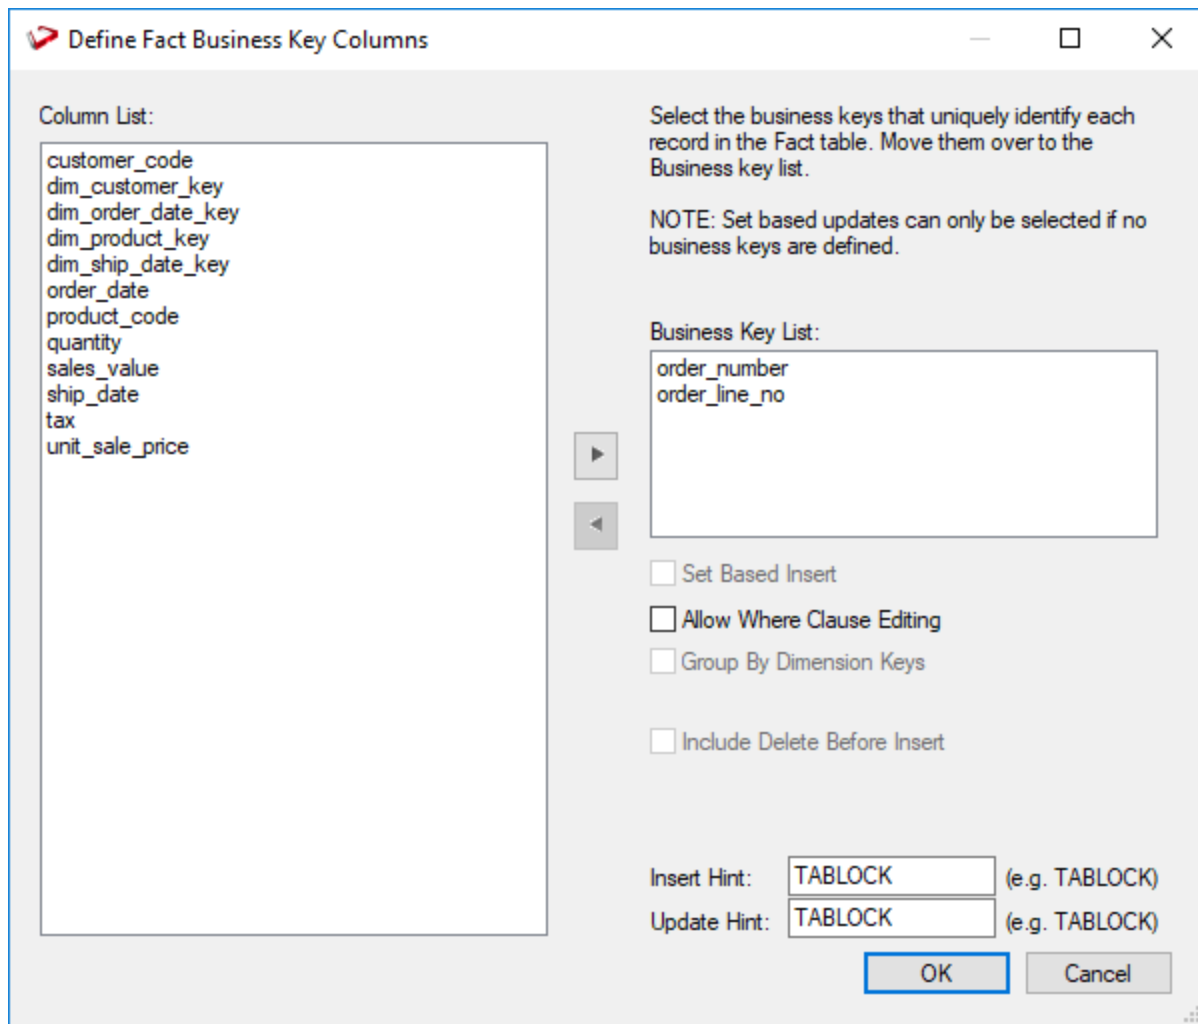 Define Fact Business Key Columns
Column List:
customer_code
dim_customer_key
dim_order_date_key
dim_product_key
dim_ship_date_key
order_date
product_code
quantity
sales_value
ship_date
tax
unit_sale_price
Select the business keys that uniquely identify each
record in the Fact table. Move them over to the
Business key list.
NOTE: Set based updates can only be selected if no
business keys are defined.
Business Key List:
order_number
order_line_no
Set Based Insert
Allow Where Clause Editing
Group By Dimension Keys
Include Delete Before Insert
Insert Hint: TABLOCK (e.g. TABLOCK)
Update Hint: TABLOCK (e.g. TABLOCK)
OK Cancel